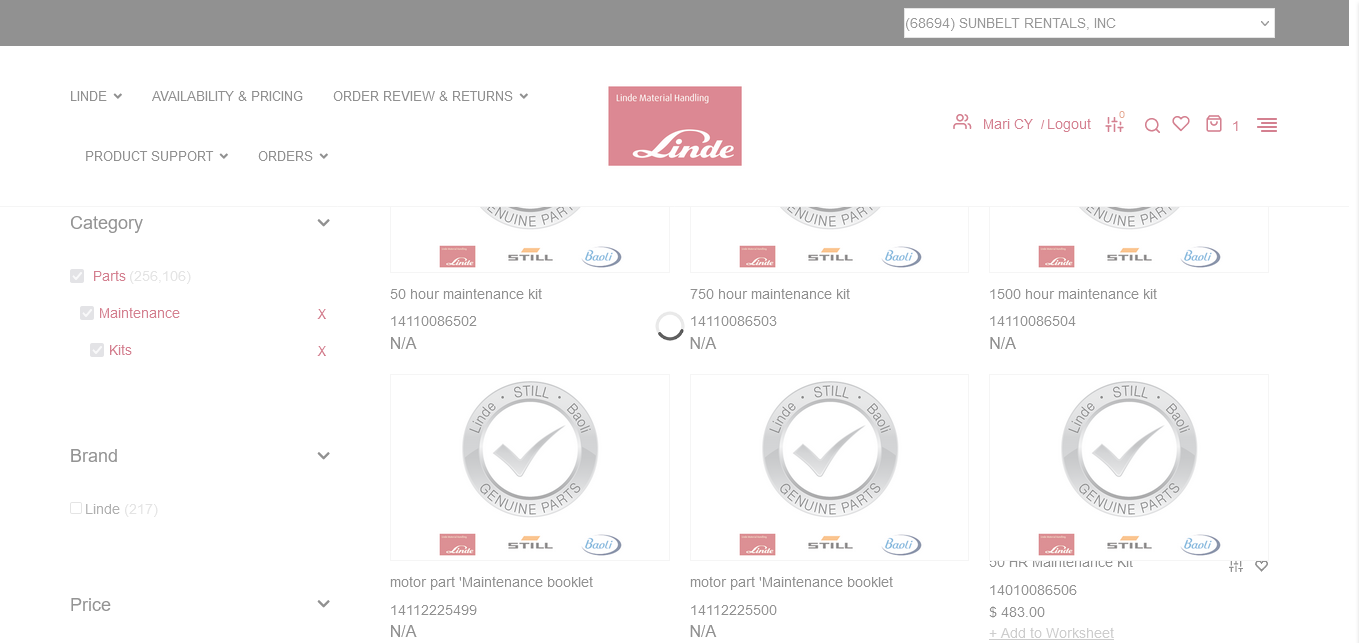 (68694) SUNBELT RENTALS, INC
LINDE
AVAILABILITY & PRICING
ORDER REVIEW & RETURNS
PRODUCT SUPPORT
ORDERS
Linde Material Handling
Linde
Mari CY / Logout
0
1
Category
Parts (256,106)
Maintenance X
Kits X
Brand
Linde (217)
Price
GENUINE PARTS
Linde STILL Baoli
50 hour maintenance kit
14110086502
N/A
GENUINE PARTS
Linde STILL Baoli
750 hour maintenance kit
14110086503
N/A
GENUINE PARTS
Linde STILL Baoli
1500 hour maintenance kit
14110086504
N/A
Linde • STILL • Baoli
GENUINE PARTS
Linde STILL Baoli
motor part 'Maintenance booklet
14112225499
N/A
Linde • STILL • Baoli
GENUINE PARTS
Linde STILL Baoli
motor part 'Maintenance booklet
14112225500
N/A
Linde • STILL • Baoli
GENUINE PARTS
Linde STILL Baoli
50 HR Maintenance Kit
14010086506
$ 483.00
+ Add to Worksheet